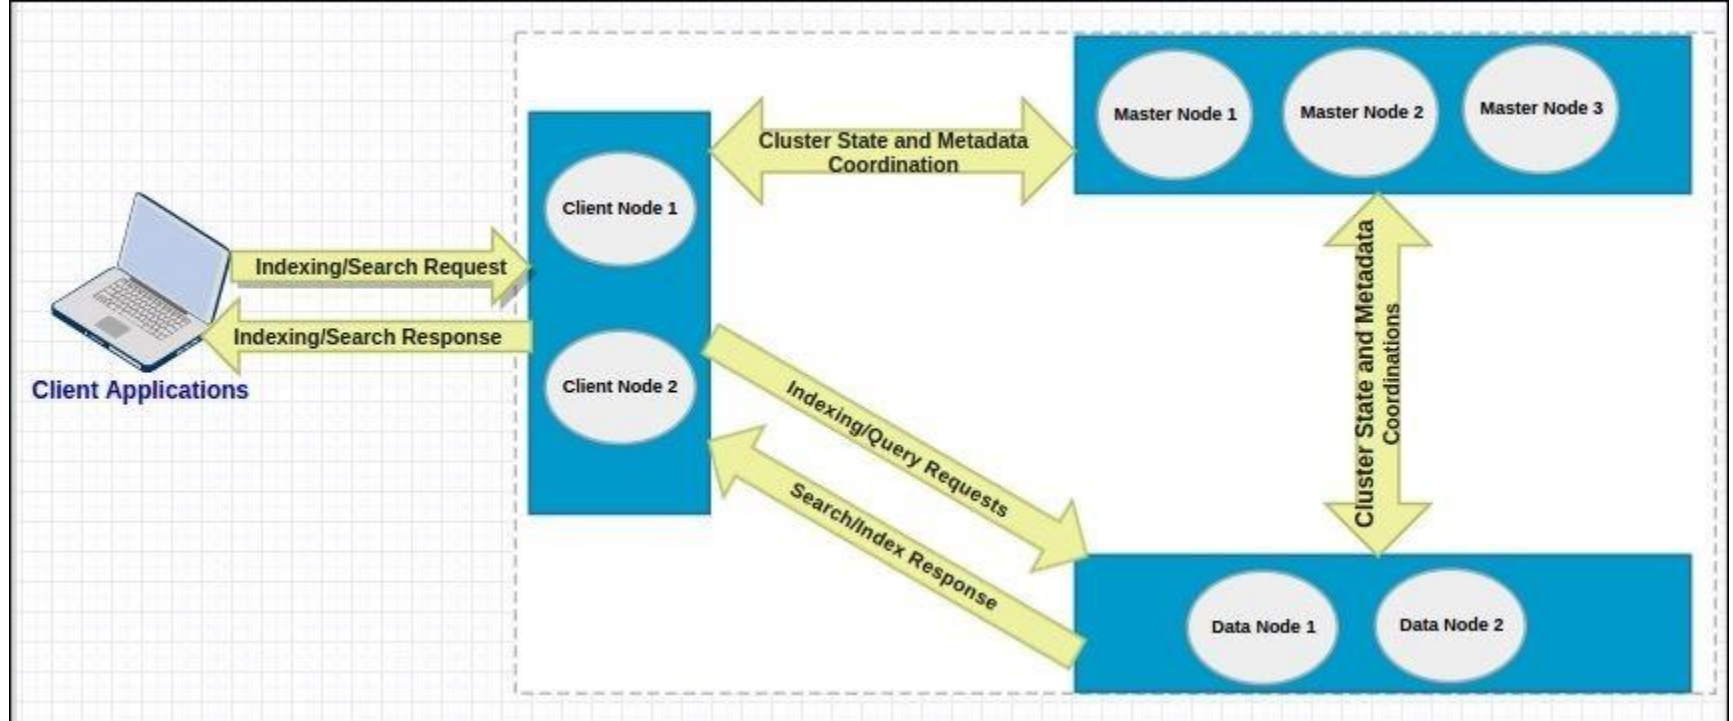 Master Node 1
Master Node 2
Master Node 3
Cluster State and Metadada
Coordination
Client Node 1
Indexing/Search Request
Indexing/Search Response
Client Applications
Client Node 2
Indexing/Query Requests
Search/Index Response
Cluster State and Metadata
Coordinations
Data Node 1
Data Node 2